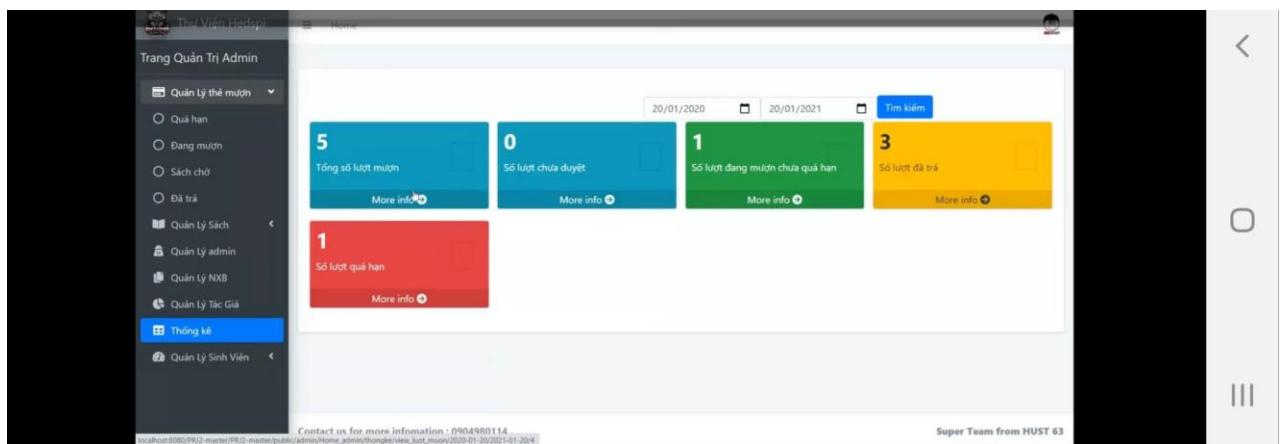 Thư Viện Hedspi
Home
Trang Quản Trị Admin
Quản lý thẻ mượn
Quá hạn
Đang mượn
Sách chờ
Đã trả
Quản Lý Sách
Quản Lý admin
Quản Lý NXB
Quản Lý Tác Giả
Thống kê
Quản Lý Sinh Viên
20/01/2020
20/01/2021
Tìm kiếm
5
Tổng số lượt mượn
More info
0
Số lượt chưa duyệt
More info
1
Số lượt đang mượn chưa quá hạn
More info
3
Số lượt đã trả
More info
1
Số lượt quá hạn
More info
Contact us for more infomation : 0904980114 .
Super Team from HUST 63
localhost:8080/PRJ2-master/PRJ2-master/public/admin/Home_admin/thongke/view_luot_muon/2020-01-20/2021-01-20/4